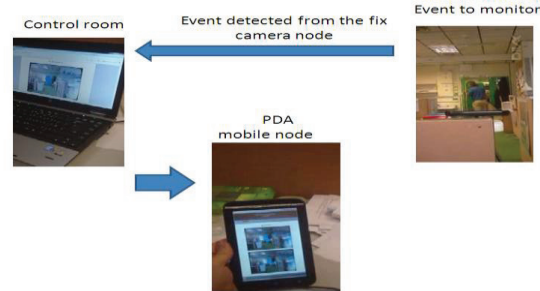 Control room
Event detected from the fix
camera node
Event to monitor
PDA
mobile node